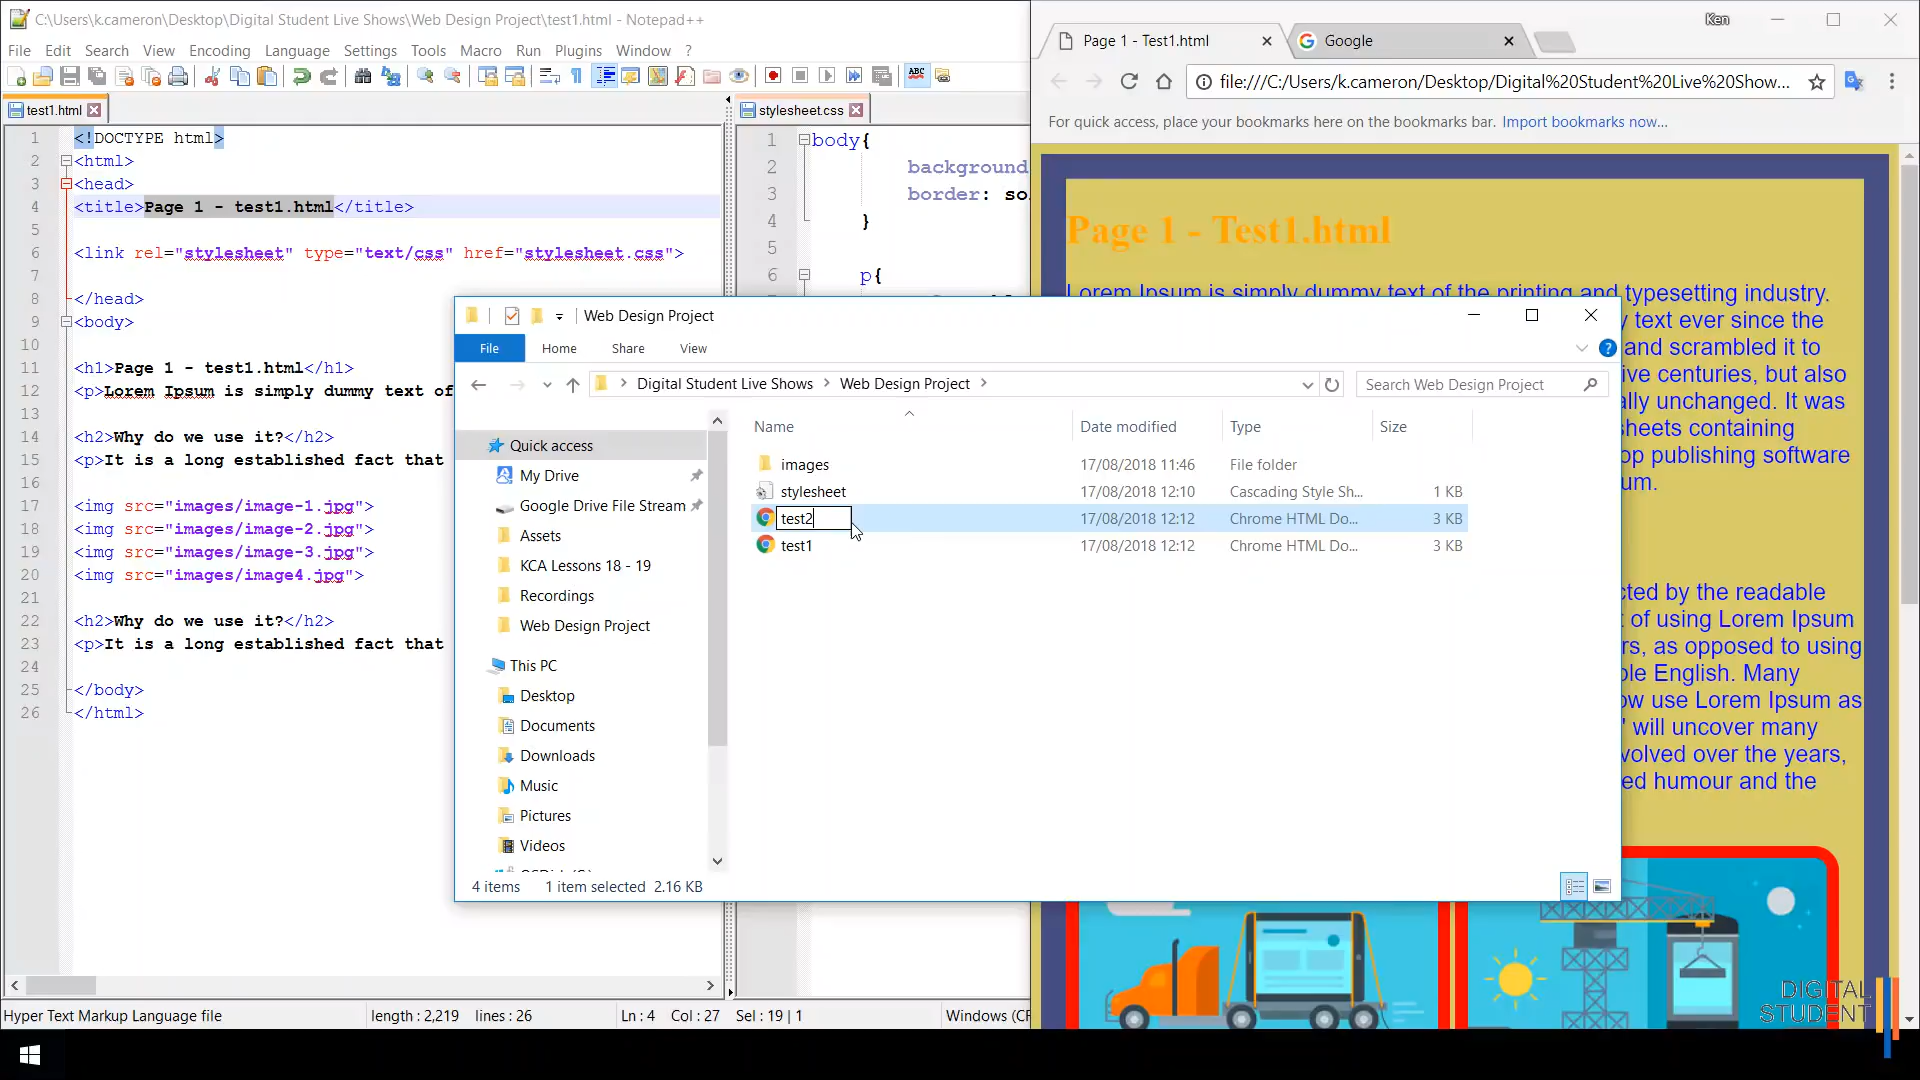 C:\Users\k.cameron\Desktop\Digital Student Live Shows\Web Design Project\test1.html - Notepad++
File Edit Search View Encoding Language Settings Tools Macro Run Plugins Window ?
test1.html
1 <!DOCTYPE html>
2 <html>
3 <head>
4 <title>Page 1 - test1.html</title>
5
6 <link rel="stylesheet" type="text/css" href="stylesheet.css">
7
8 </head>
9 <body>
10
11 <h1>Page 1 - test1.html</h1>
12 <p>Lorem Ipsum is simply dummy text of
13
14 <h2>Why do we use it?</h2>
15 <p>It is a long established fact that
16
17 <img src="images/image-1.jpg">
18 <img src="images/image-2.jpg">
19 <img src="images/image-3.jpg">
20 <img src="images/image4.jpg">
21
22 <h2>Why do we use it?</h2>
23 <p>It is a long established fact that
24
25 </body>
26 </html>
Hyper Text Markup Language file length : 2,219 lines : 26 Ln : 4 Col : 27 Sel : 19 | 1 Windows (CR
stylesheet.css
1 body{
2 background
3 border: so
4 }
5
6 p{
Web Design Project
File Home Share View
Digital Student Live Shows Web Design Project
Search Web Design Project
Quick access
My Drive
Google Drive File Stream
Assets
KCA Lessons 18 - 19
Recordings
Web Design Project
This PC
Desktop
Documents
Downloads
Music
Pictures
Videos
Name Date modified Type Size
images 17/08/2018 11:46 File folder
stylesheet 17/08/2018 12:10 Cascading Style Sh... 1 KB
test2 17/08/2018 12:12 Chrome HTML Do... 3 KB
test1 17/08/2018 12:12 Chrome HTML Do... 3 KB
4 items 1 item selected 2.16 KB
Ken
Page 1 - Test1.html
Google
file:///C:/Users/k.cameron/Desktop/Digital%20Student%20Live%20Show...
For quick access, place your bookmarks here on the bookmarks bar. Import bookmarks now...
Page 1 - Test1.html
Lorem Ipsum is simply dummy text of the printing and typesetting industry.
y text ever since the
and scrambled it to
ive centuries, but also
ally unchanged. It was
sheets containing
op publishing software
um.
cted by the readable
t of using Lorem Ipsum
rs, as opposed to using
ble English. Many
ow use Lorem Ipsum as
' will uncover many
volved over the years,
ed humour and the
DIGITAL
STUDENT